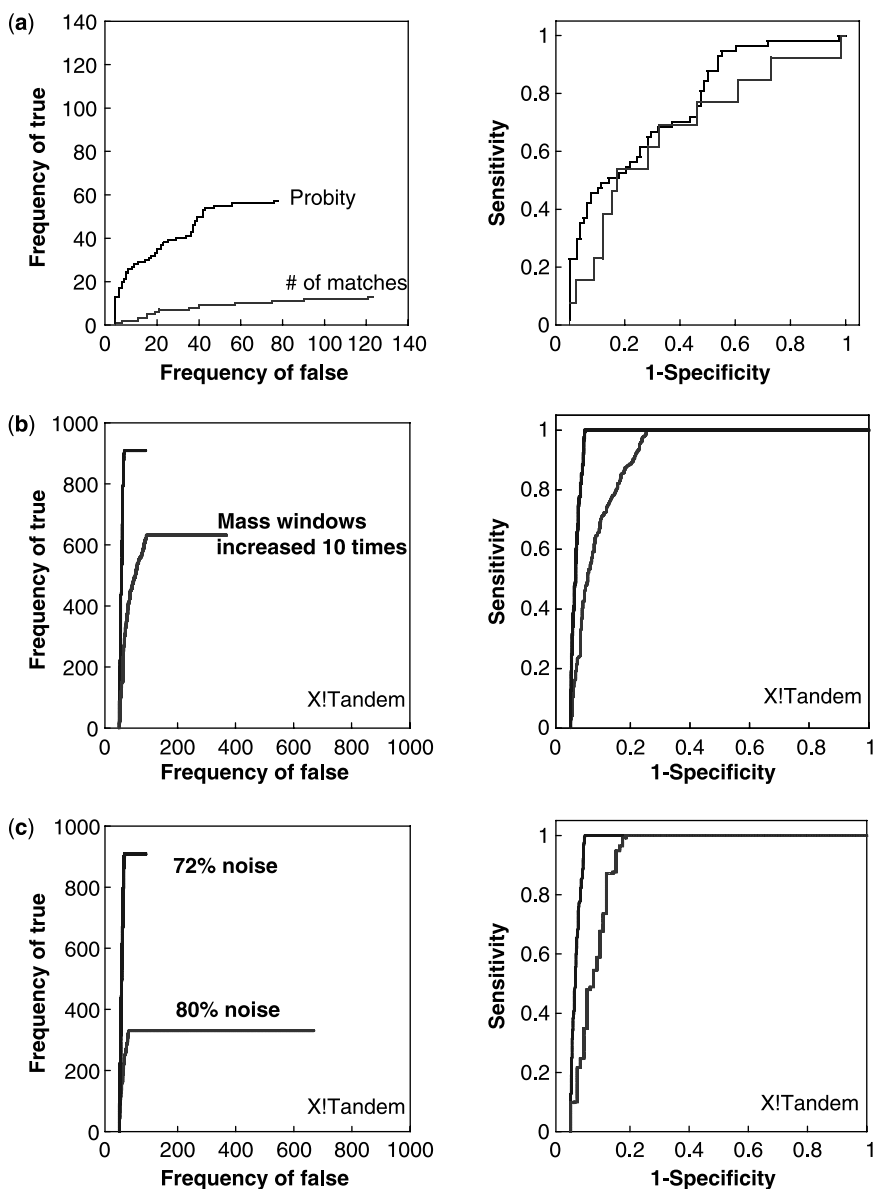 (a)
140
120
100
80
60
40
20
0
Frequency of true
Probity
# of matches
0 20 40 60 80 100 120 140
Frequency of false
1
0.8
0.6
0.4
0.2
0
Sensitivity
0 0.2 0.4 0.6 0.8 1
1-Specificity
(b)
1000
800
600
400
200
0
Frequency of true
Mass windows
increased 10 times
X!Tandem
0 200 400 600 800 1000
Frequency of false
1
0.8
0.6
0.4
0.2
0
Sensitivity
X!Tandem
0 0.2 0.4 0.6 0.8 1
1-Specificity
(c)
1000
800
600
400
200
0
Frequency of true
72% noise
80% noise
X!Tandem
0 200 400 600 800 1000
Frequency of false
1
0.8
0.6
0.4
0.2
0
Sensitivity
X!Tandem
0 0.2 0.4 0.6 0.8 1
1-Specificity